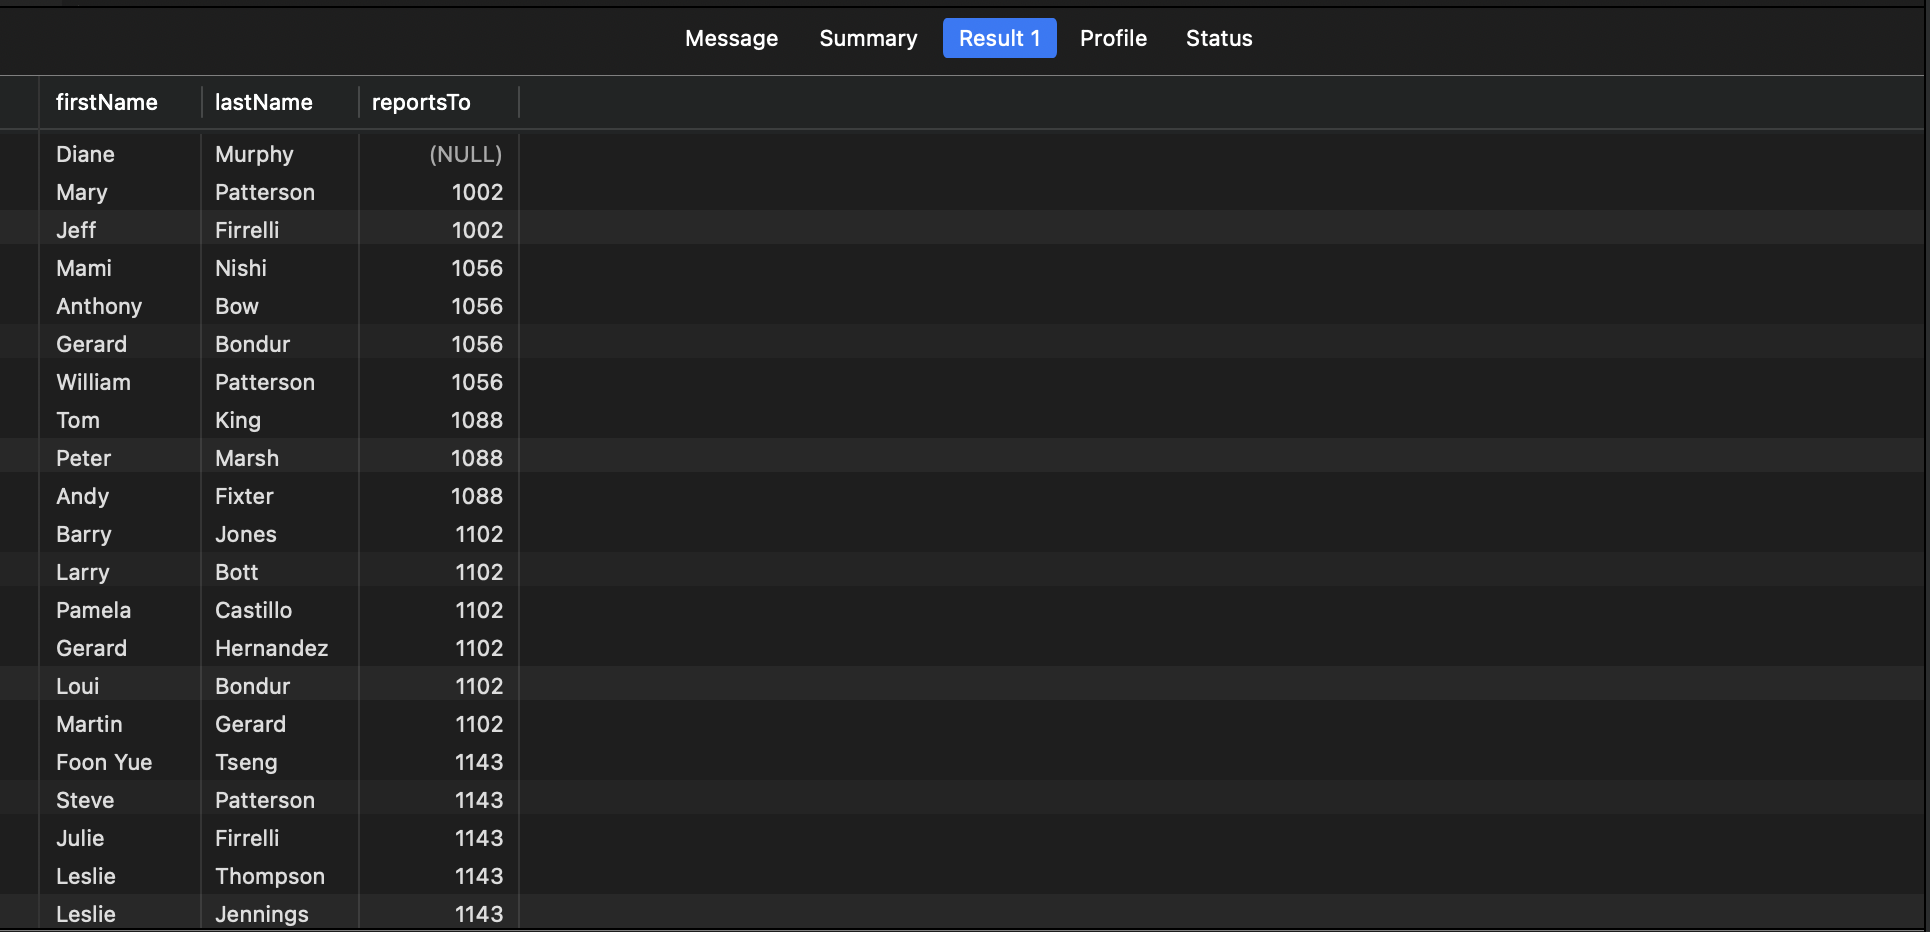 Message Summary Result 1 Profile Status
firstName lastName reportsTo
Diane Murphy (NULL)
Mary Patterson 1002
Jeff Firrelli 1002
Mami Nishi 1056
Anthony Bow 1056
Gerard Bondur 1056
William Patterson 1056
Tom King 1088
Peter Marsh 1088
Andy Fixter 1088
Barry Jones 1102
Larry Bott 1102
Pamela Castillo 1102
Gerard Hernandez 1102
Loui Bondur 1102
Martin Gerard 1102
Foon Yue Tseng 1143
Steve Patterson 1143
Julie Firrelli 1143
Leslie Thompson 1143
Leslie Jennings 1143